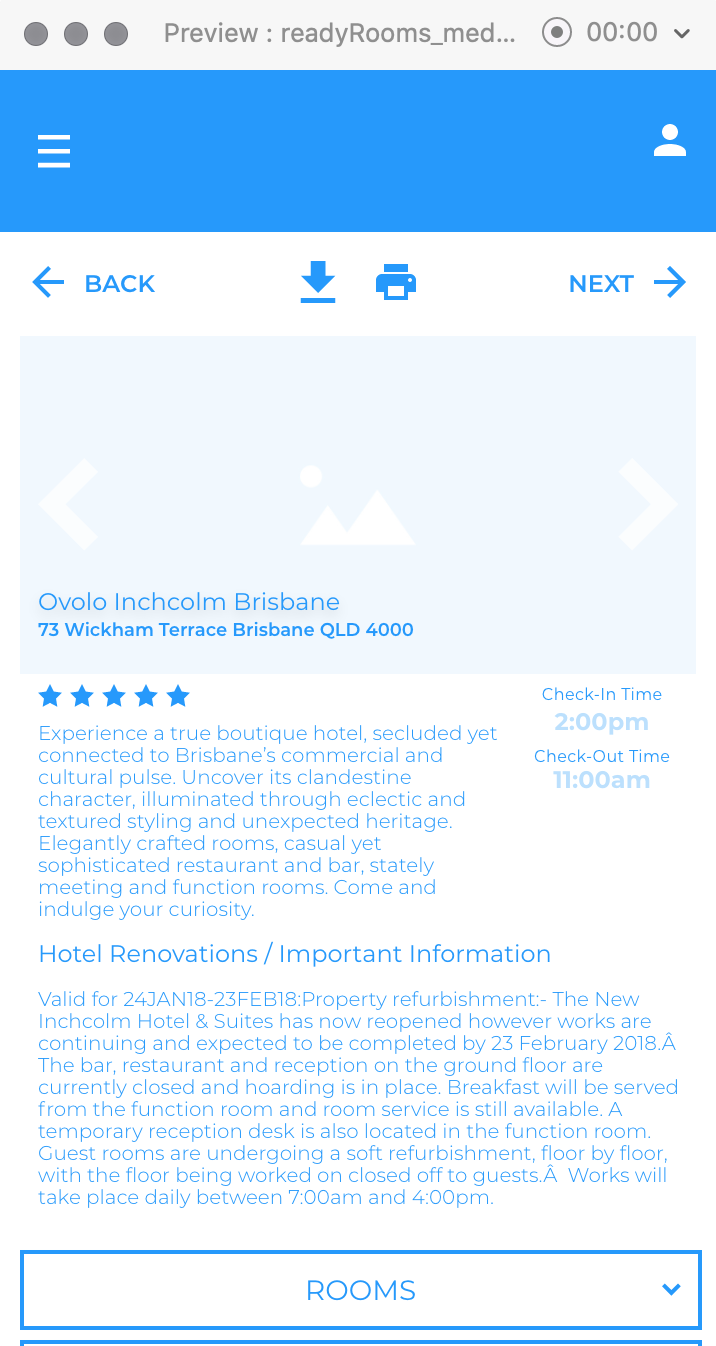 Preview : readyRooms_med... 00:00
BACK NEXT
Ovolo Inchcolm Brisbane
73 Wickham Terrace Brisbane QLD 4000
Check-In Time
2:00pm
Check-Out Time
11:00am
Experience a true boutique hotel, secluded yet
connected to Brisbane's commercial and
cultural pulse. Uncover its clandestine
character, illuminated through eclectic and
textured styling and unexpected heritage.
Elegantly crafted rooms, casual yet
sophisticated restaurant and bar, stately
meeting and function rooms. Come and
indulge your curiosity.
Hotel Renovations / Important Information
Valid for 24JAN18-23FEB18:Property refurbishment:- The New
Inchcolm Hotel & Suites has now reopened however works are
continuing and expected to be completed by 23 February 2018.Â
The bar, restaurant and reception on the ground floor are
currently closed and hoarding is in place. Breakfast will be served
from the function room and room service is still available. A
temporary reception desk is also located in the function room.
Guest rooms are undergoing a soft refurbishment, floor by floor,
with the floor being worked on closed off to guests.Â  Works will
take place daily between 7:00am and 4:00pm.
ROOMS